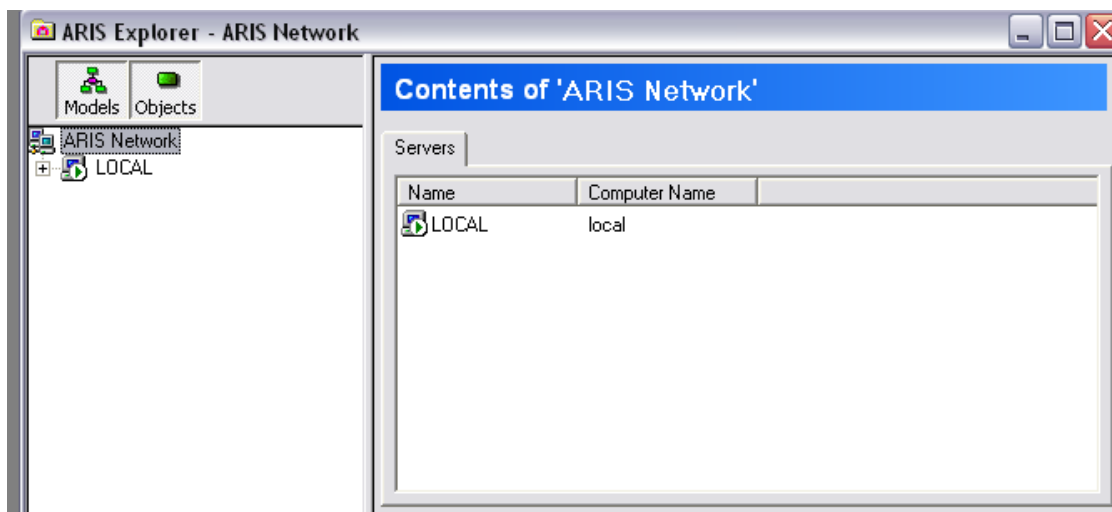 ARIS Explorer - ARIS Network
Models Objects
ARIS Network
LOCAL
Contents of 'ARIS Network'
Servers
Name Computer Name
LOCAL local